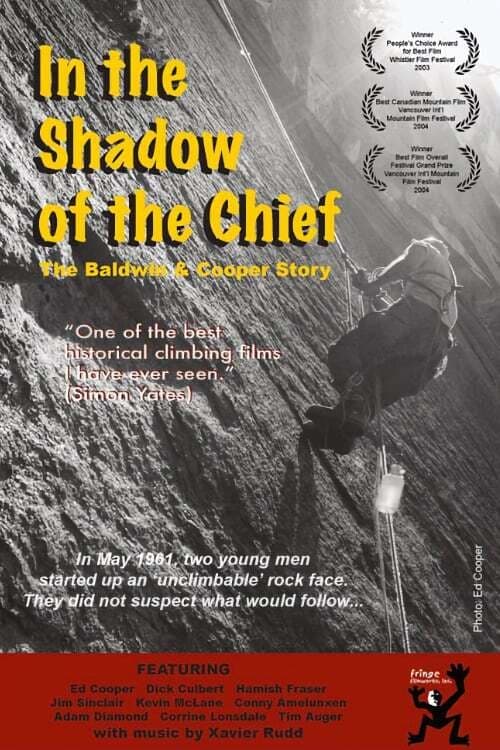 In the
Shadow
of the Chief
The Baldwin & Cooper Story
Winner
People's Choice Award
for Best Film
Whistler Film Festival
2003
Winner
Best Canadian Mountain Film
Vancouver Int'l
Mountain Film Festival
2004
Winner
Best Film Overall
Festival Grand Prize
Vancouver Int'l Mountain
Film Festival
2004
"One of the best
historical climbing films
I have ever seen."
(Simon Yates)
In May 1961, two young men
started up an 'unclimbable' rock face.
They did not suspect what would follow...
Photo: Ed Cooper
FEATURING
Ed Cooper Dick Culbert Hamish Fraser
Jim Sinclair Kevin McLane Conny Amelunxen
Adam Diamond Corrine Lonsdale Tim Auger
with music by Xavier Rudd
fringe
filmworks, inc.